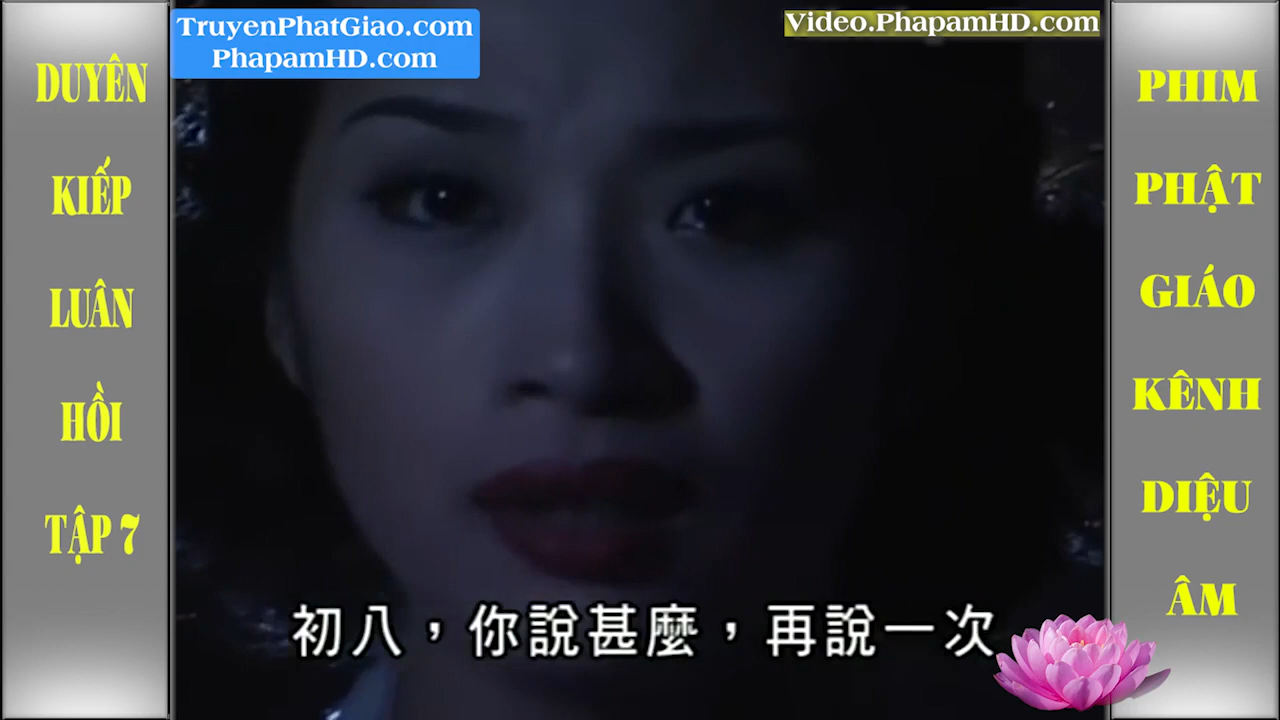 TruyenPhatGiao.com
PhapamHD.com
Video.PhapamHD.com
DUYÊN
KIẾP
LUÂN
HỒI
TẬP 7
PHIM
PHẬT
GIÁO
KÊNH
DIỆU
ÂM
初八，你說甚麼，再說一次